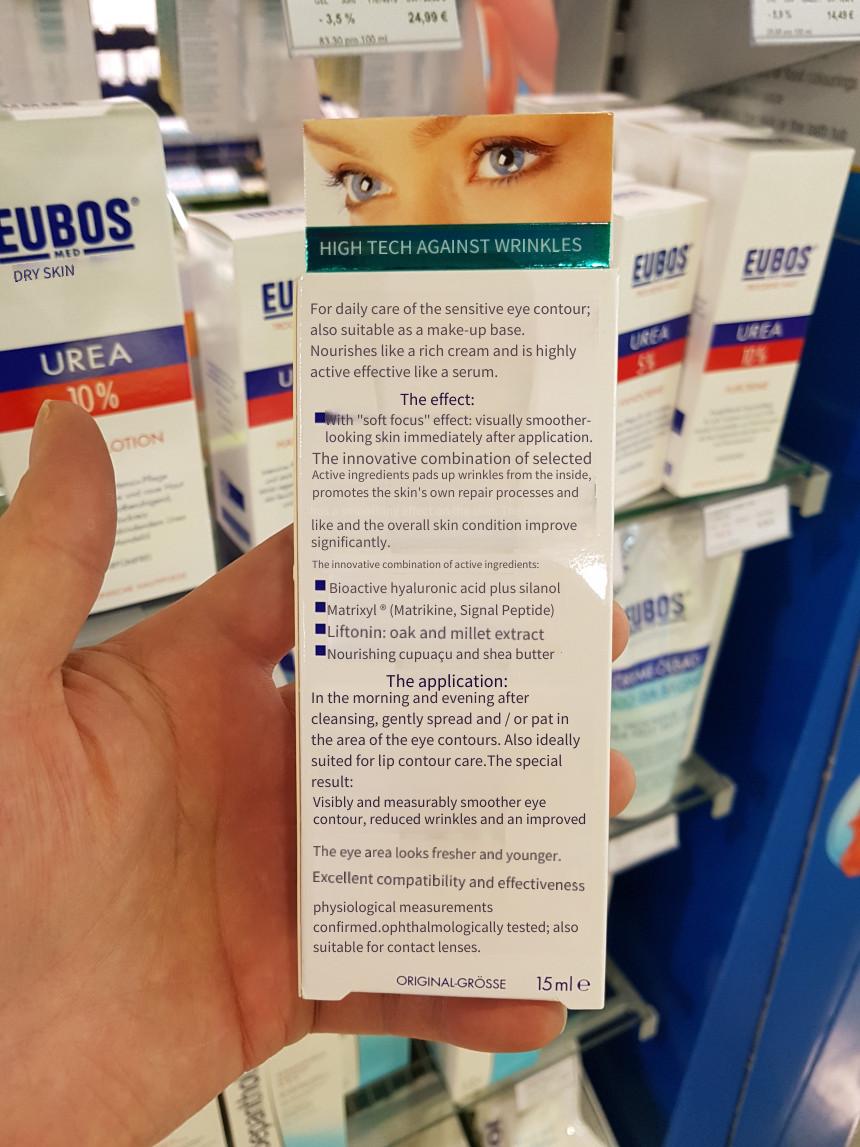 - 3,5 %
24,99 €
83,30 pro 100 ml
14,49 €
EUBOS®
MED
DRY SKIN
UREA
10%
LOTION
HIGH TECH AGAINST WRINKLES
For daily care of the sensitive eye contour;
also suitable as a make-up base.
Nourishes like a rich cream and is highly
active effective like a serum.
The effect:
With "soft focus" effect: visually smoother-
looking skin immediately after application.
The innovative combination of selected
Active ingredients pads up wrinkles from the inside,
promotes the skin's own repair processes and
like and the overall skin condition improve
significantly.
The innovative combination of active ingredients:
Bioactive hyaluronic acid plus silanol
Matrixyl ® (Matrikine, Signal Peptide)
Liftonin: oak and millet extract
Nourishing cupuaçu and shea butter
The application:
In the morning and evening after
cleansing, gently spread and / or pat in
the area of the eye contours. Also ideally
suited for lip contour care.The special
result:
Visibly and measurably smoother eye
contour, reduced wrinkles and an improved
The eye area looks fresher and younger.
Excellent compatibility and effectiveness
physiological measurements
confirmed.ophthalmologically tested; also
suitable for contact lenses.
ORIGINAL-GRÖSSE 15 ml e
EUBOS
UREA
5%
EUBOS
UREA
10%